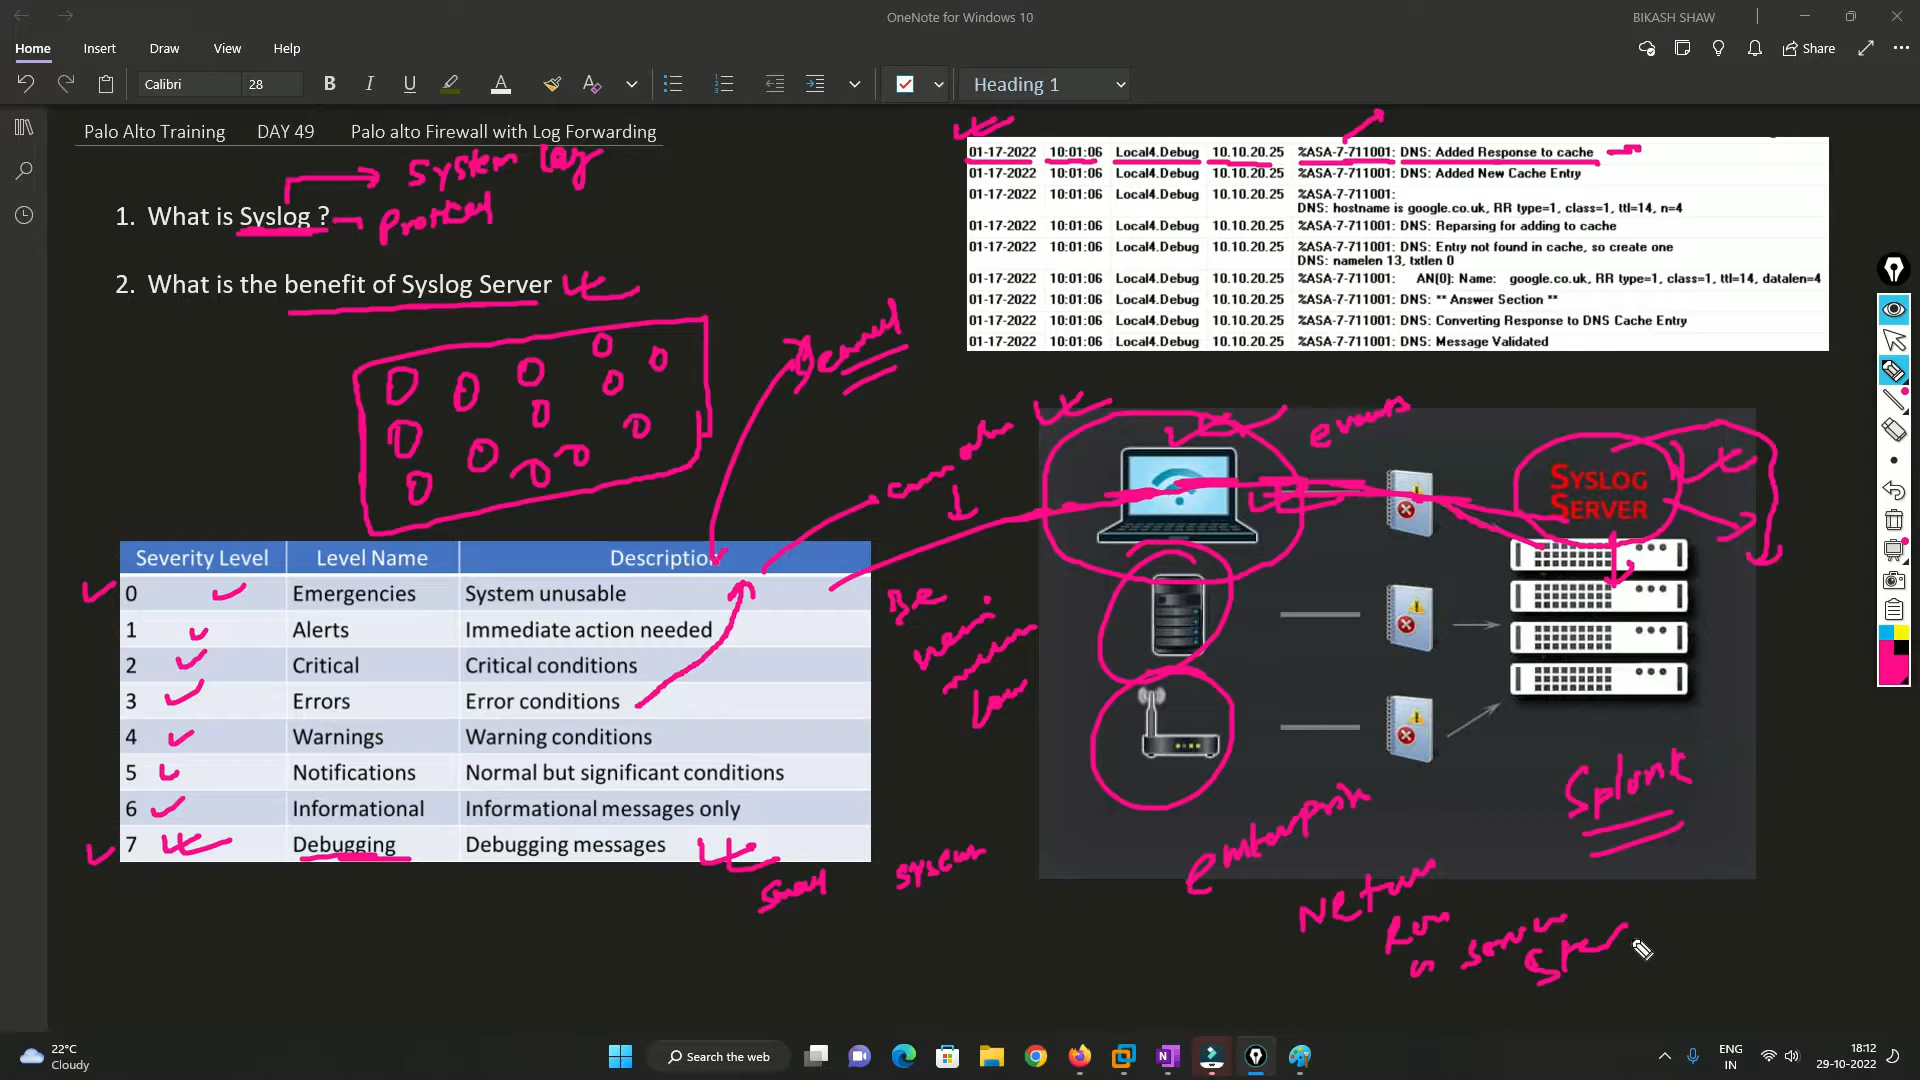 OneNote for Windows 10
BIKASH SHAW
Home Insert Draw View Help
Share
Calibri 28 B I U A Heading 1
Palo Alto Training DAY 49 Palo alto Firewall with Log Forwarding
System log
1. What is Syslog ?
2. What is the benefit of Syslog Server
01-17-2022 10:01:06 Local4.Debug 10.10.20.25 %ASA-7-711001: DNS: Added Response to cache
01-17-2022 10:01:06 Local4.Debug 10.10.20.25 %ASA-7-711001: DNS: Added New Cache Entry
01-17-2022 10:01:06 Local4.Debug 10.10.20.25 %ASA-7-711001:
DNS: hostname is google.co.uk, RR type=1, class=1, ttl=14, n=4
01-17-2022 10:01:06 Local4.Debug 10.10.20.25 %ASA-7-711001: DNS: Reparsing for adding to cache
01-17-2022 10:01:06 Local4.Debug 10.10.20.25 %ASA-7-711001: DNS: Entry not found in cache, so create one
DNS: namelen 13, txtlen 0
01-17-2022 10:01:06 Local4.Debug 10.10.20.25 %ASA-7-711001: AN(0): Name: google.co.uk, RR type=1, class=1, ttl=14, datalen=4
01-17-2022 10:01:06 Local4.Debug 10.10.20.25 %ASA-7-711001: DNS: ** Answer Section **
01-17-2022 10:01:06 Local4.Debug 10.10.20.25 %ASA-7-711001: DNS: Converting Response to DNS Cache Entry
01-17-2022 10:01:06 Local4.Debug 10.10.20.25 %ASA-7-711001: DNS: Message Validated
Severity Level Level Name Description
0 Emergencies System unusable
1 Alerts Immediate action needed
2 Critical Critical conditions
3 Errors Error conditions
4 Warnings Warning conditions
5 Notifications Normal but significant conditions
6 Informational Informational messages only
7 Debugging Debugging messages
SYSLOG
SERVER
Splunk
22°C
Cloudy
Search the web
ENG
IN
18:12
29-10-2022